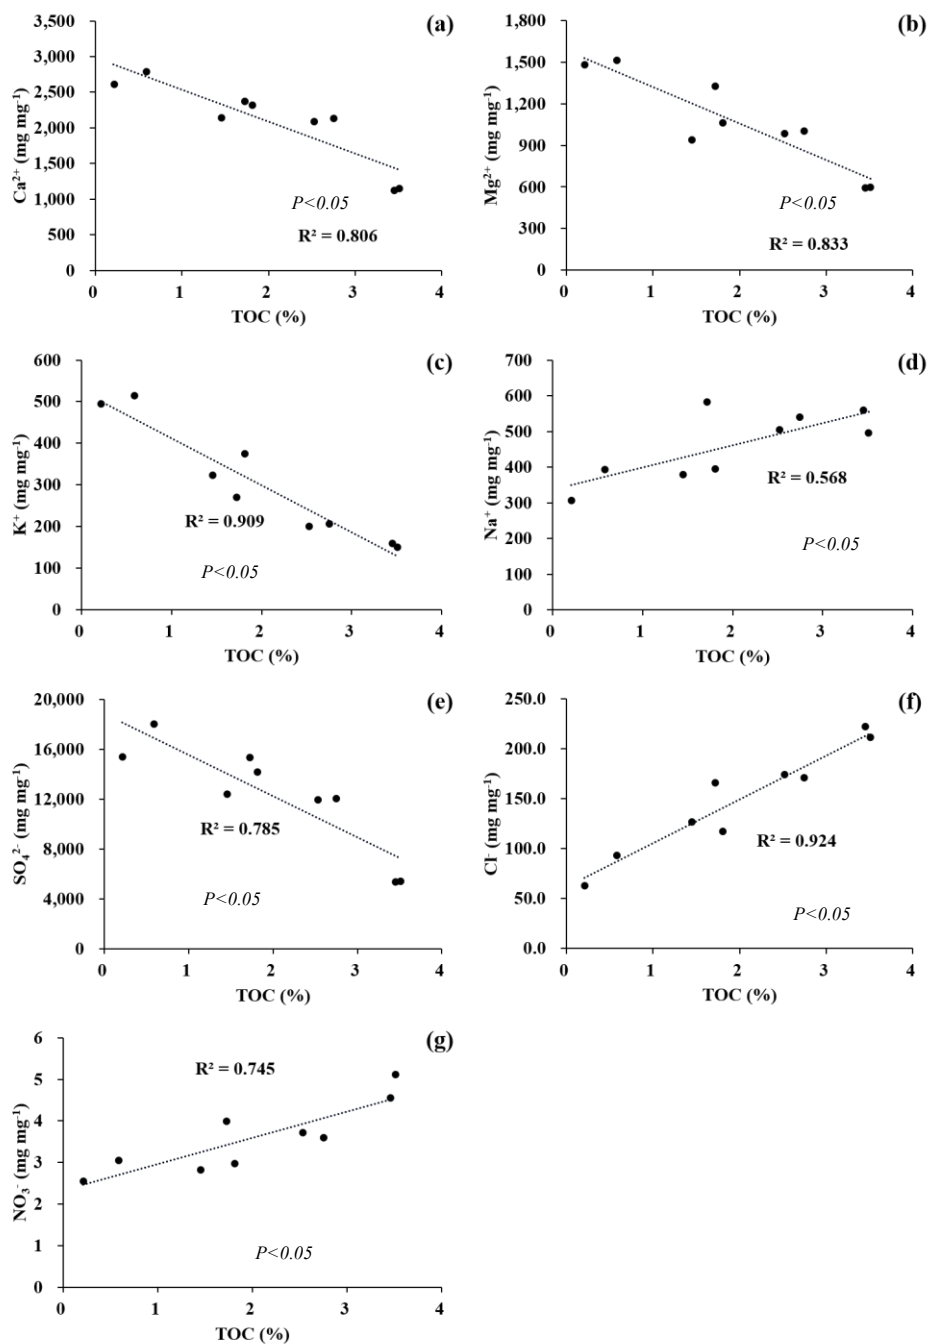 (a)
3,500
3,000
2,500
2,000
1,500
1,000
500
0
Ca²⁺ (mg mg⁻¹)
P<0.05
R² = 0.806
0 1 2 3 4
TOC (%)
(b)
1,800
1,500
1,200
900
600
300
0
Mg²⁺ (mg mg⁻¹)
P<0.05
R² = 0.833
0 1 2 3 4
TOC (%)
(c)
600
500
400
300
200
100
0
K⁺ (mg mg⁻¹)
R² = 0.909
P<0.05
0 1 2 3 4
TOC (%)
(d)
700
600
500
400
300
200
100
0
Na⁺ (mg mg⁻¹)
R² = 0.568
P<0.05
0 1 2 3 4
TOC (%)
(e)
20,000
16,000
12,000
8,000
4,000
0
SO₄²⁻ (mg mg⁻¹)
R² = 0.785
P<0.05
0 1 2 3 4
TOC (%)
(f)
250.0
200.0
150.0
100.0
50.0
0.0
Cl⁻ (mg mg⁻¹)
R² = 0.924
P<0.05
0 1 2 3 4
TOC (%)
(g)
6
5
4
3
2
1
0
NO₃⁻ (mg mg⁻¹)
R² = 0.745
P<0.05
0 1 2 3 4
TOC (%)